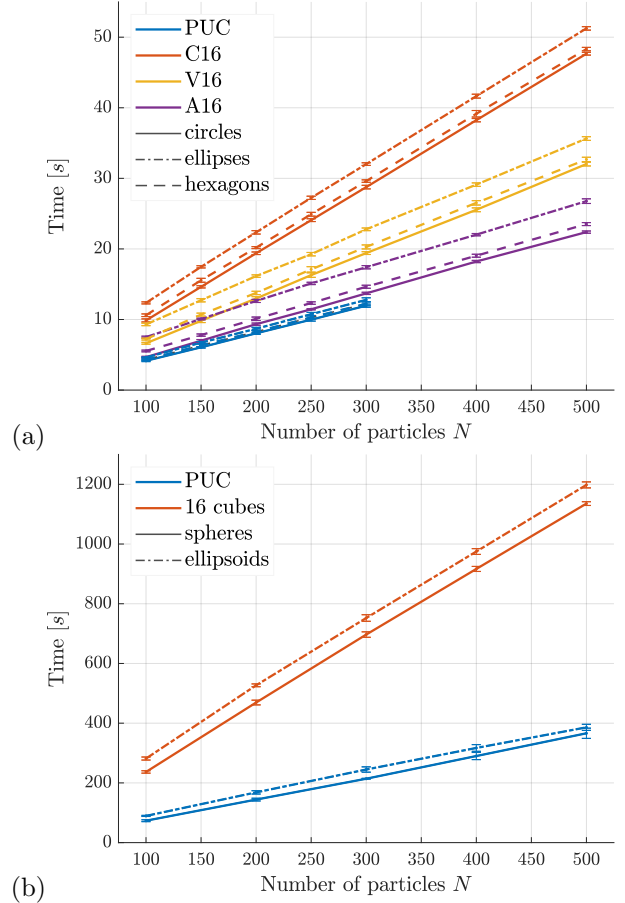 PUC
C16
V16
A16
circles
ellipses
hexagons
Time [s]
50
40
30
20
10
0
100 150 200 250 300 350 400 450 500
Number of particles N
(a)
PUC
16 cubes
spheres
ellipsoids
Time [s]
1200
1000
800
600
400
200
0
100 150 200 250 300 350 400 450 500
Number of particles N
(b)